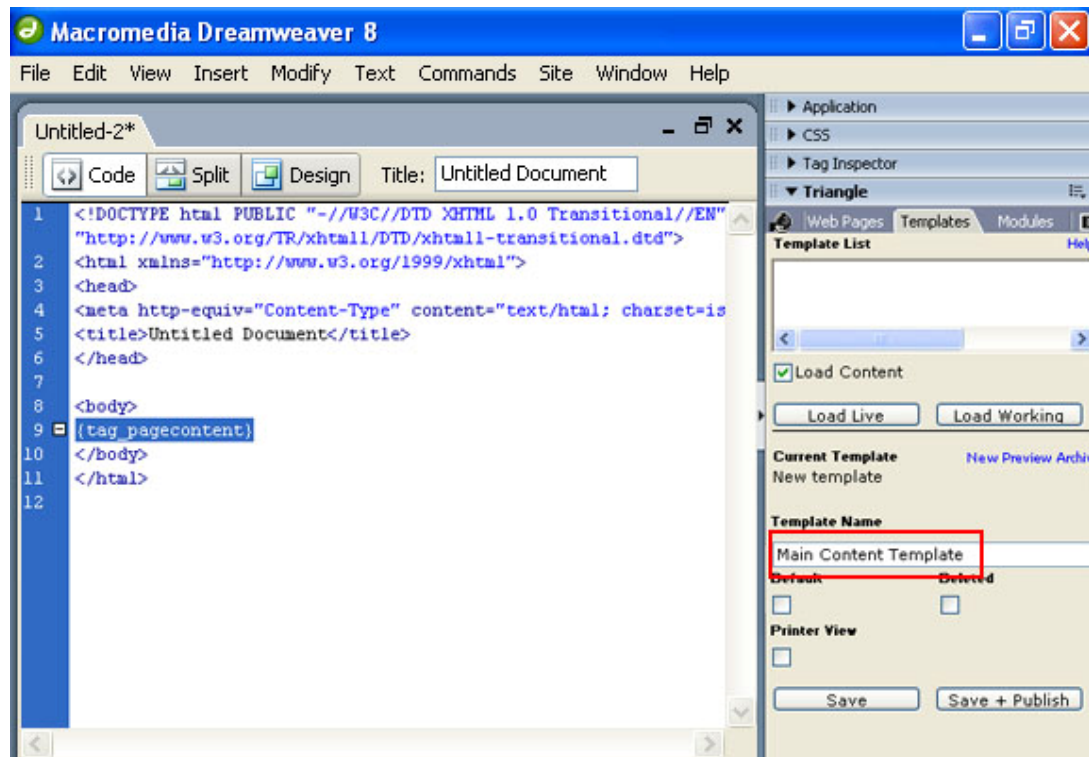 Macromedia Dreamweaver 8
File Edit View Insert Modify Text Commands Site Window Help
Untitled-2*
Code Split Design Title: Untitled Document
1 <!DOCTYPE html PUBLIC "-//W3C//DTD XHTML 1.0 Transitional//EN"
"http://www.w3.org/TR/xhtml1/DTD/xhtml1-transitional.dtd">
2 <html xmlns="http://www.w3.org/1999/xhtml">
3 <head>
4 <meta http-equiv="Content-Type" content="text/html; charset=is
5 <title>Untitled Document</title>
6 </head>
7
8 <body>
9 {tag_pagecontent}
10 </body>
11 </html>
12
Application
CSS
Tag Inspector
Triangle
Web Pages Templates Modules
Template List Help
Load Content
Load Live Load Working
Current Template New Preview Archiv
New template
Template Name
Main Content Template
Default Deleted
Printer View
Save Save + Publish